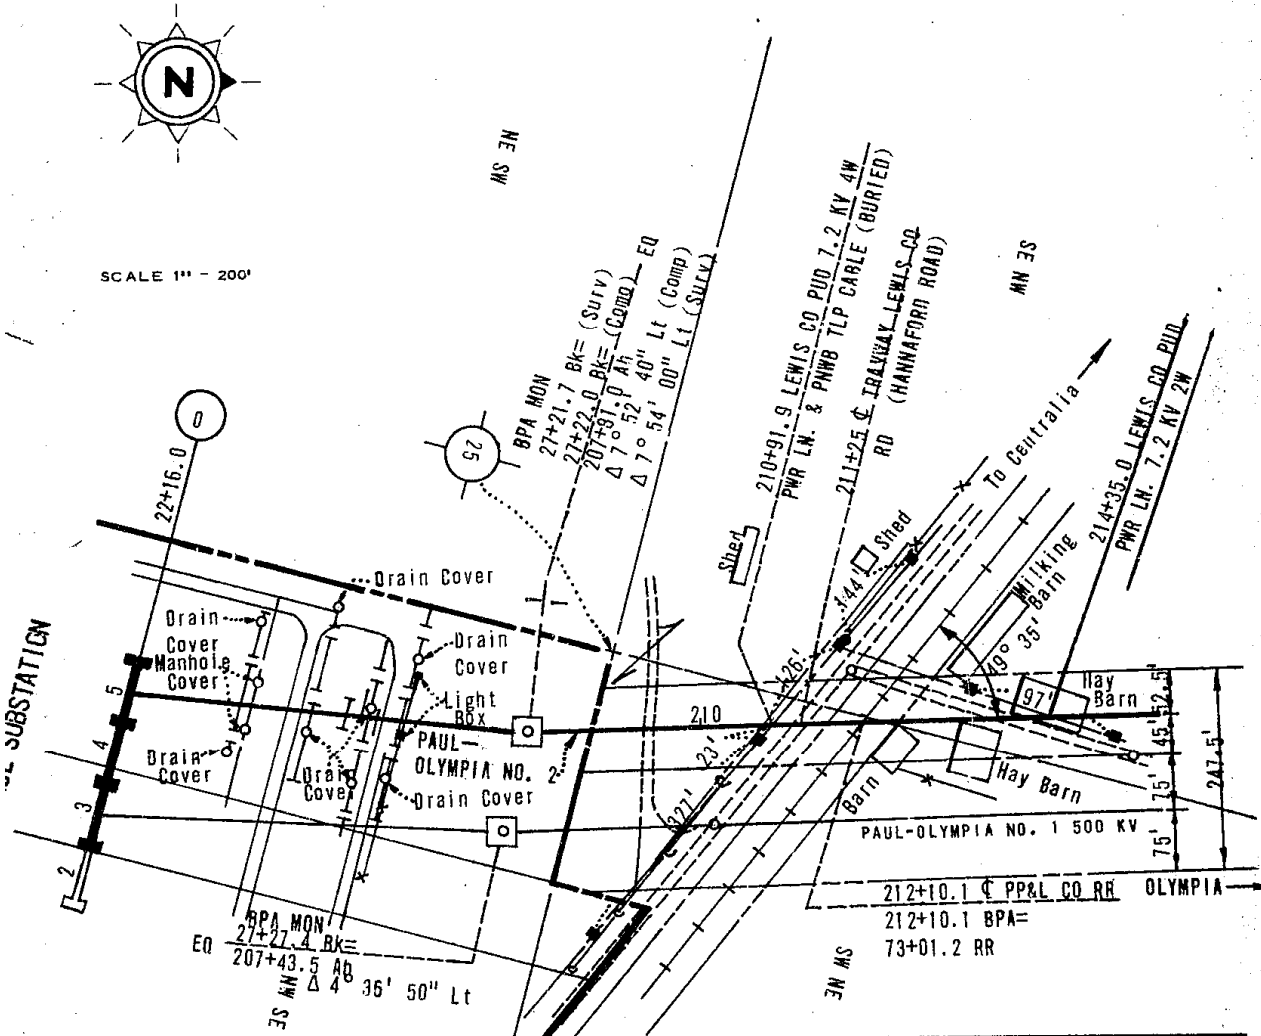 N
SCALE 1" - 200'
NE SW
BPA MON
27+21.7 Bk= (Surv)
27+22.0 Bk= (Comp) EQ
207+91.0 Ah
Δ 7° 52' 40" Lt (Comp)
Δ 7° 54' 00" Lt (Surv)
210+91.9 LEWIS CO PUD 7.2 KV 4W
PWR LN. & PNWB TLP CABLE (BURIED)
211+25 ℄ TRAVWAY LEWIS CO
RD (HANNAFORD ROAD)
NW SE
214+35.0 LEWIS CO PUD
PWR LN. 7.2 KV 2W
0
22+16.0
25
To Centralia
Shed
Shed
144'
Milking
Barn
49° 35'
126'
Hay
Barn
97'
52.5'
45'
75'
75'
247.5'
Drain Cover
Drain
Cover
Manhole
Cover
Drain
Cover
Light
Box
Drain
Cover
Drain
Cover
Drain Cover
SUBSTATION
5
4
3
2
210
PAUL-
OLYMPIA NO. 2
23'
327'
Barn
Hay Barn
PAUL-OLYMPIA NO. 1 500 KV
212+10.1 ℄ PP&L CO RR
212+10.1 BPA=
73+01.2 RR
OLYMPIA
BPA MON
27+27.4 Bk=
EQ
207+43.5 Ah
Δ 4° 36' 50" Lt
NW SE
NE WS